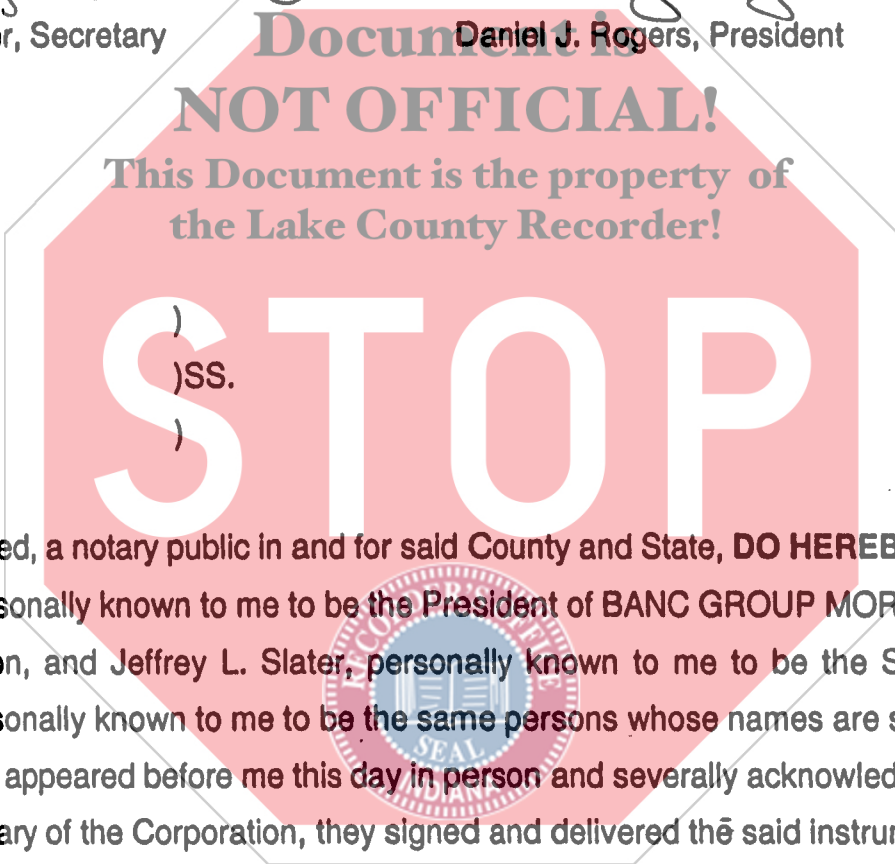 r, Secretary Daniel J. Rogers, President
Document is
NOT OFFICIAL!
This Document is the property of
the Lake County Recorder!
STOP
)
)SS.
)
ed, a notary public in and for said County and State, DO HEREB
sonally known to me to be the President of BANC GROUP MOR
n, and Jeffrey L. Slater, personally known to me to be the S
sonally known to me to be the same persons whose names are s
appeared before me this day in person and severally acknowled
ary of the Corporation, they signed and delivered the said instru
RECORDER'S OFFICE
SEAL
INDIANA